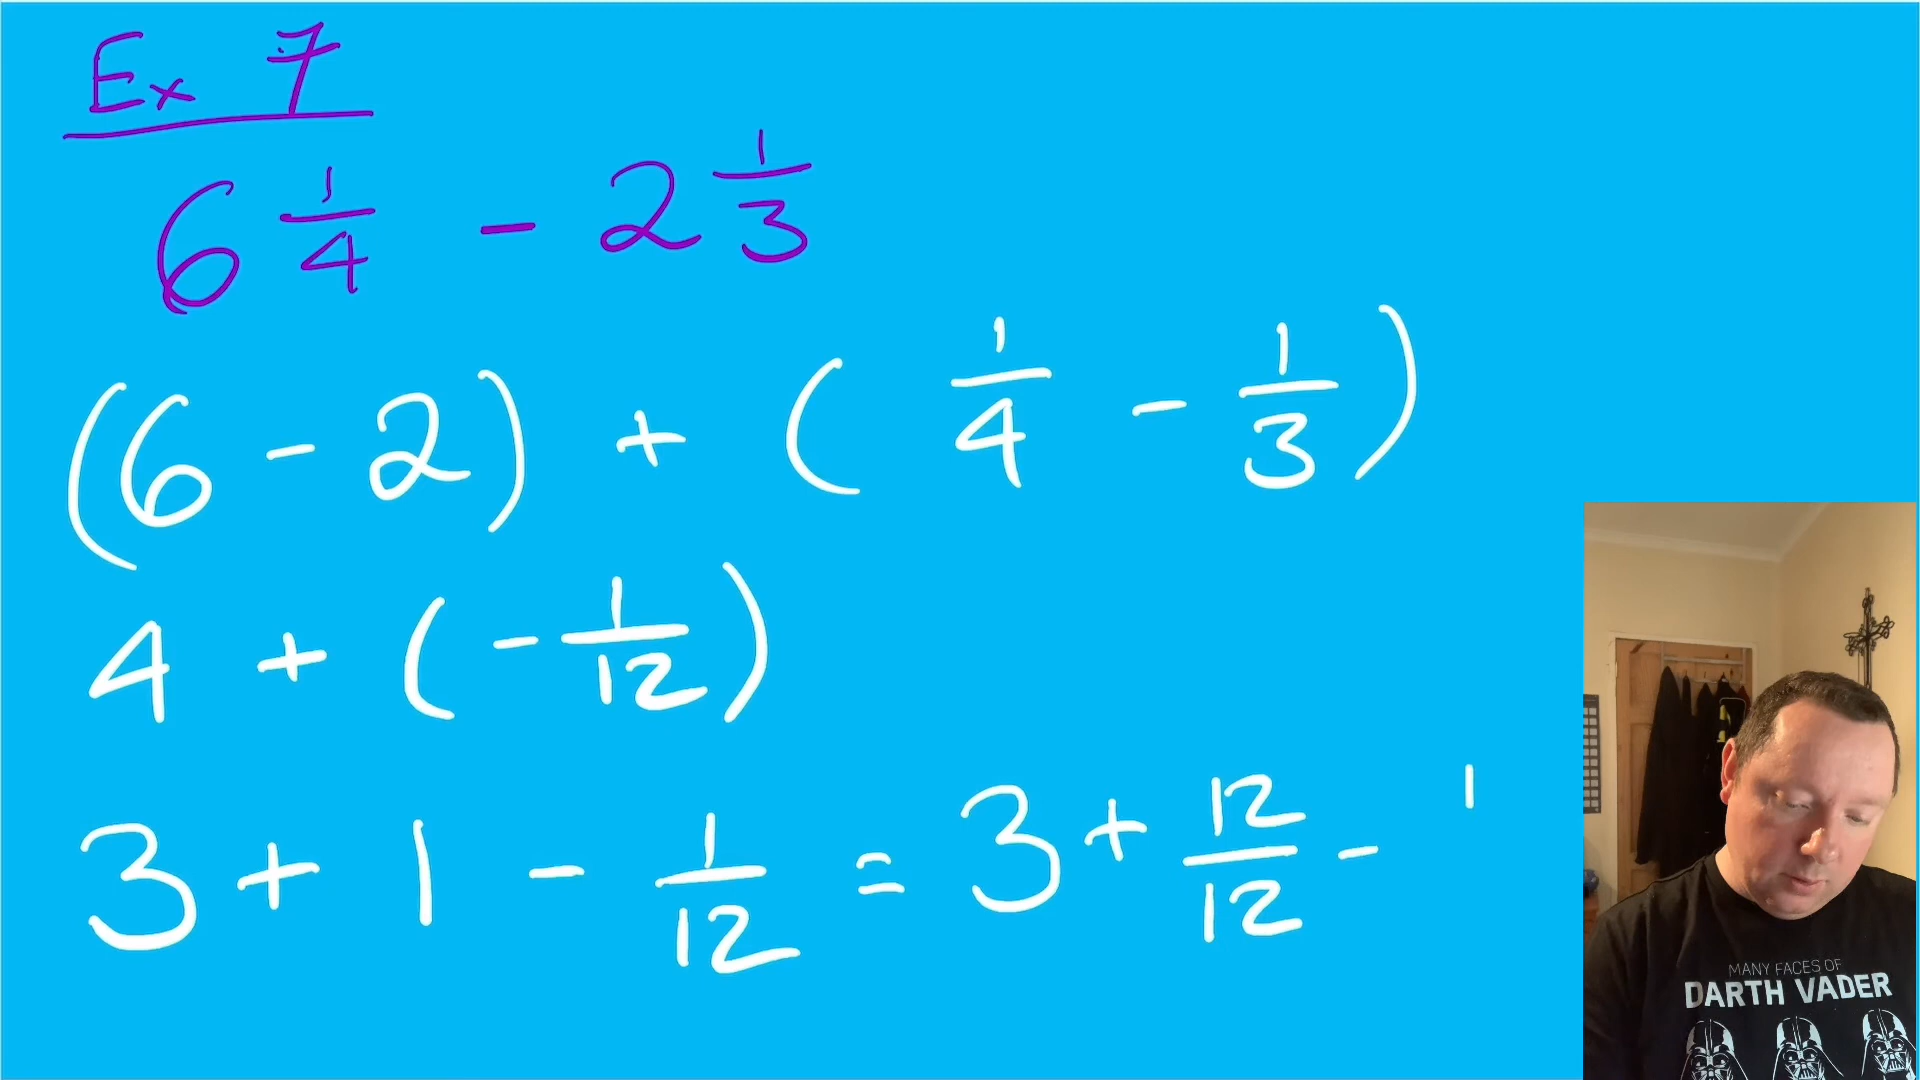 Ex 7
6 1/4 - 2 1/3
(6 - 2) + ( 1/4 - 1/3 )
4 + ( - 1/12 )
3 + 1 - 1/12 = 3 + 12/12 - 1
MANY FACES OF
DARTH VADER